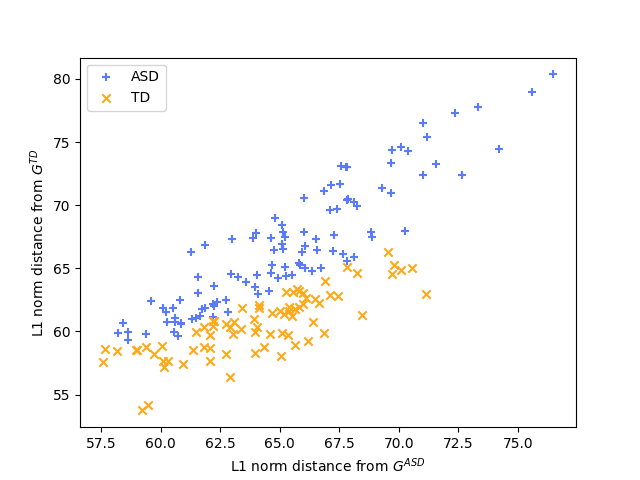 ASD
TD
80
75
70
65
60
55
L1 norm distance from G^{TD}
57.5 60.0 62.5 65.0 67.5 70.0 72.5 75.0
L1 norm distance from G^{ASD}